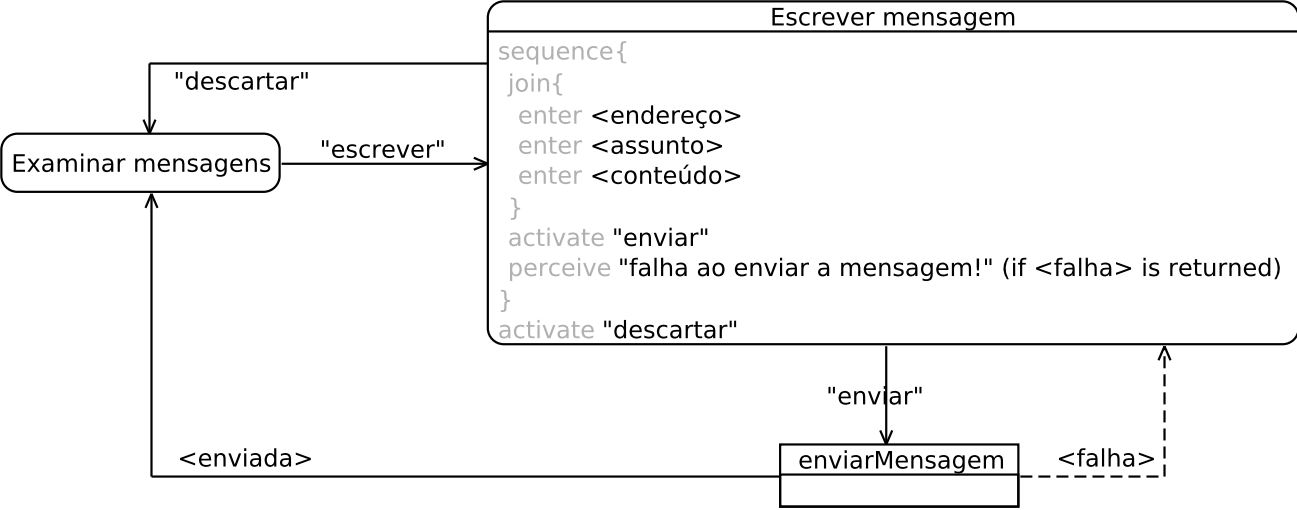 Escrever mensagem
sequence{
join{
enter <endereço>
enter <assunto>
enter <conteúdo>
}
activate "enviar"
perceive "falha ao enviar a mensagem!" (if <falha> is returned)
}
activate "descartar"
"descartar"
Examinar mensagens
"escrever"
"enviar"
<enviada>
enviarMensagem
<falha>